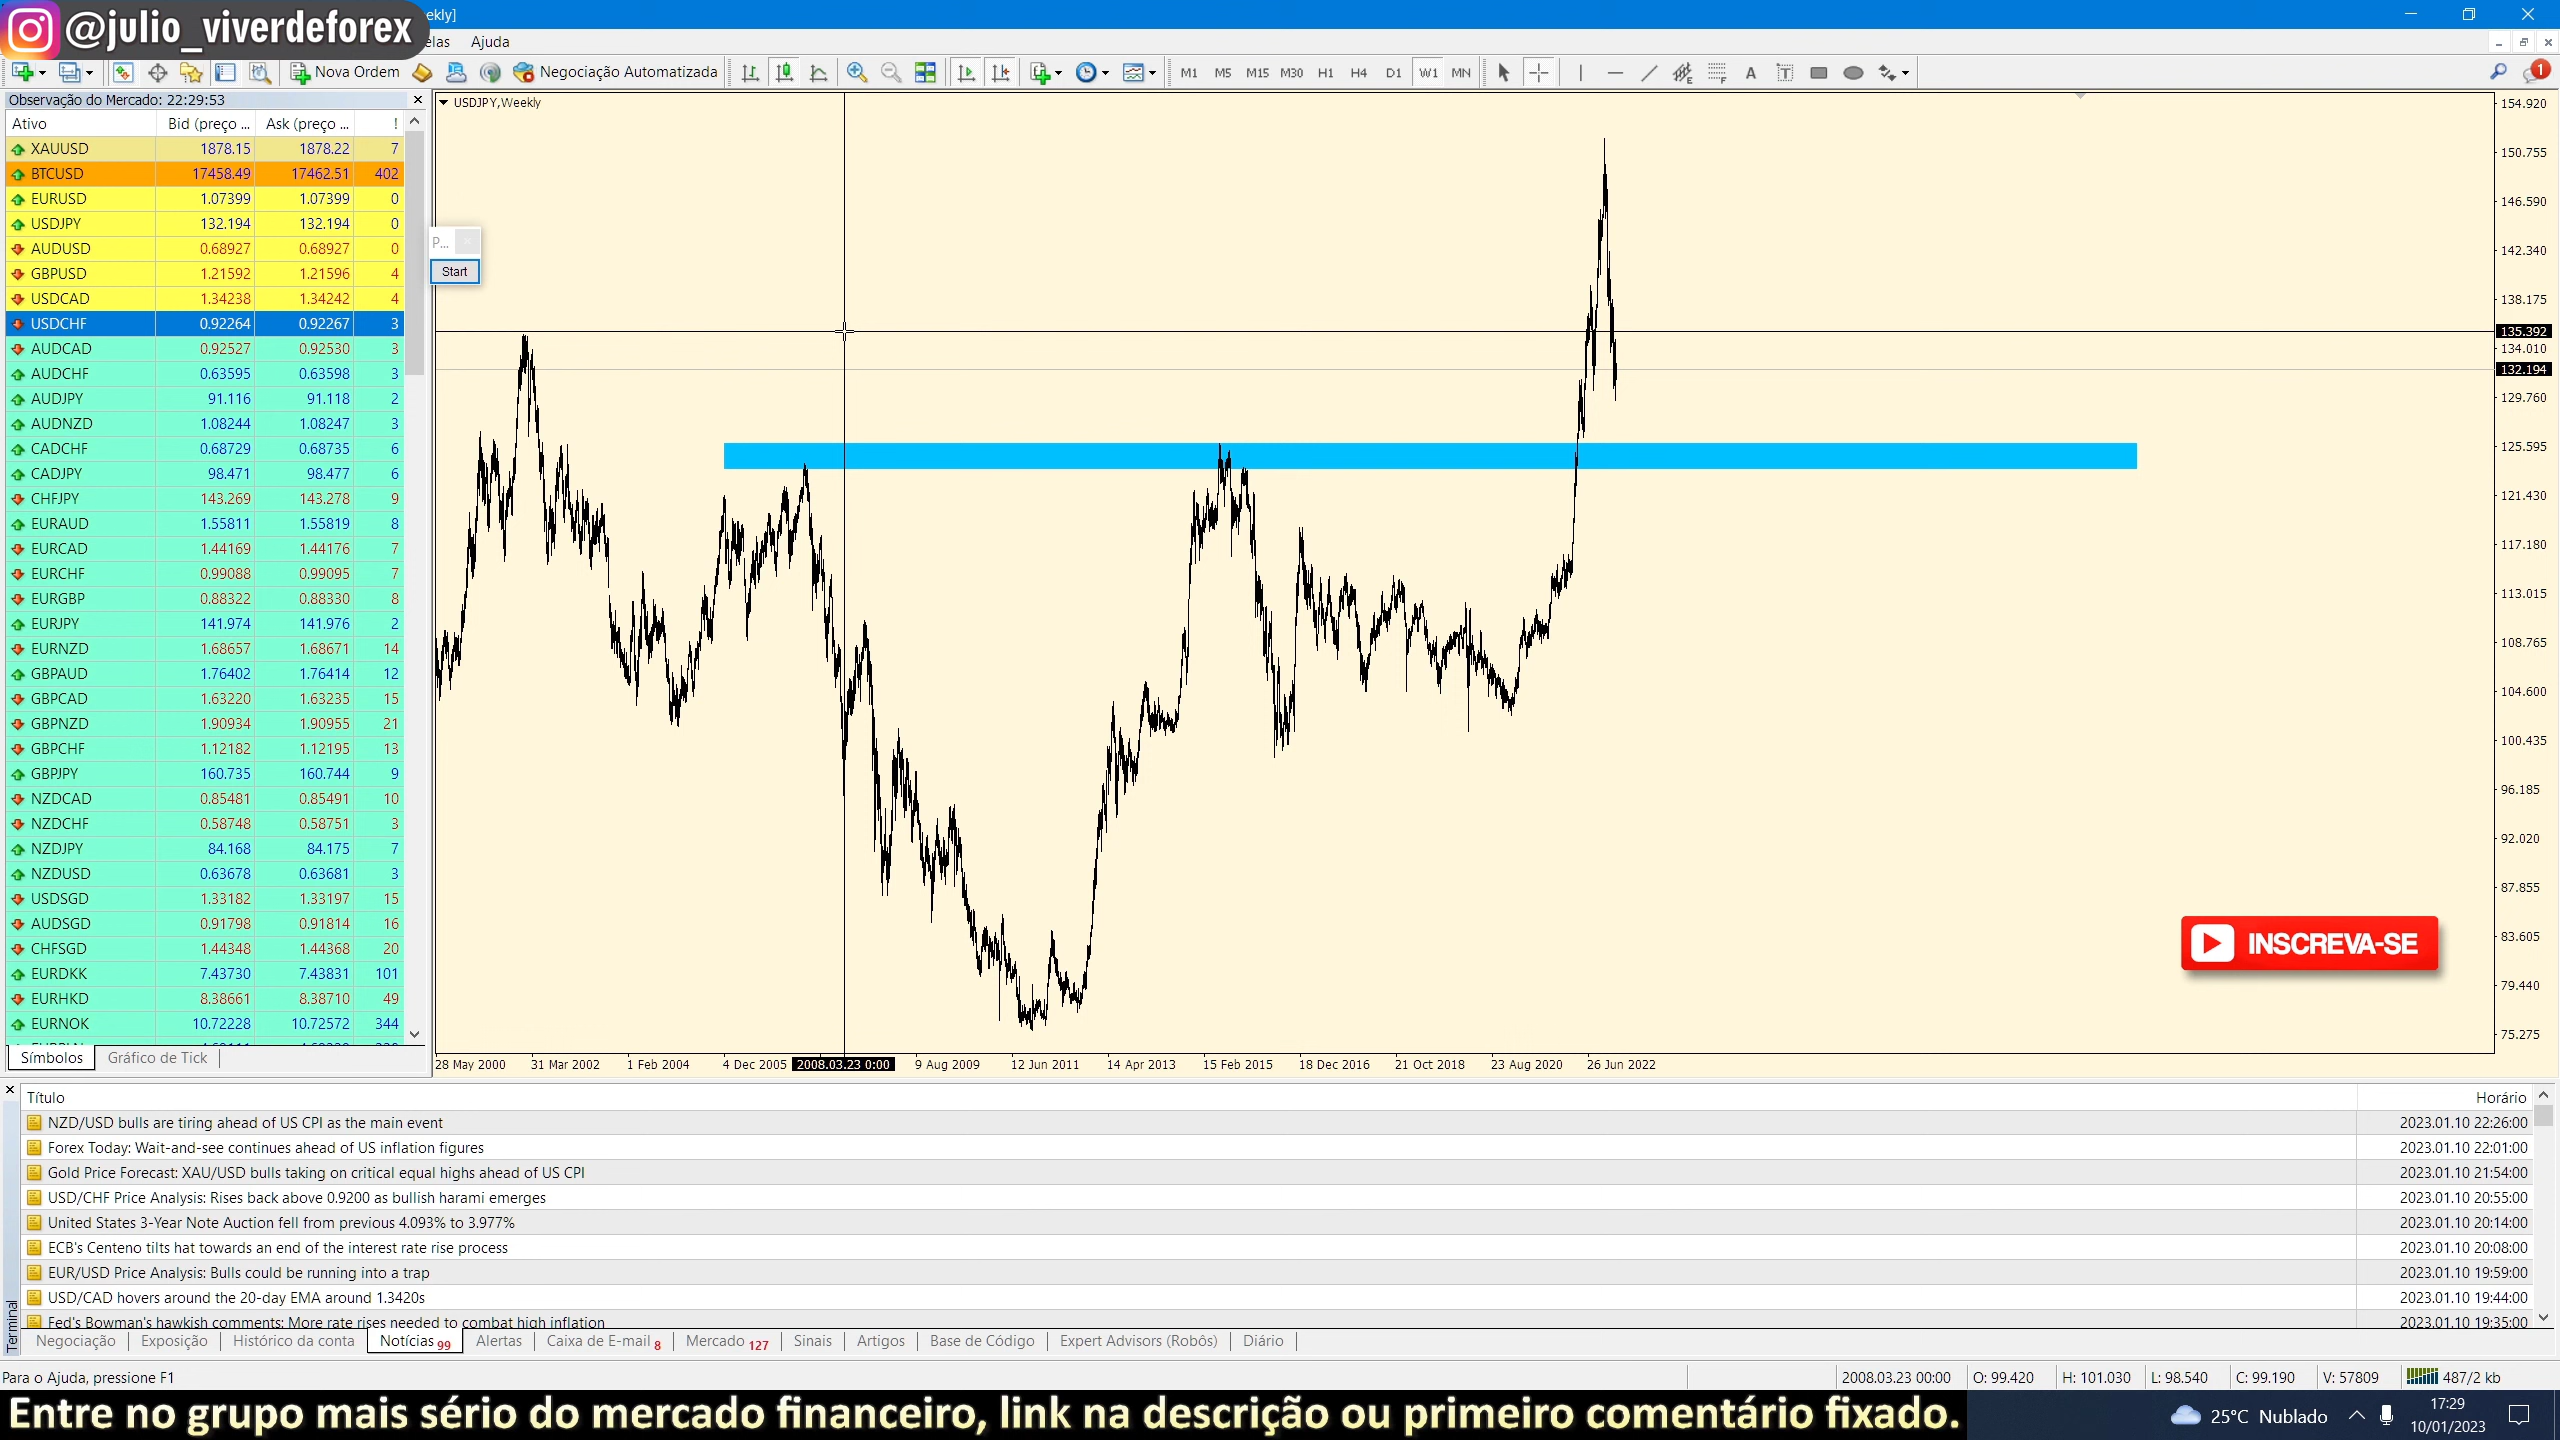 @julio_viverdeforex
ekly]
elas Ajuda
Nova Ordem Negociação Automatizada M1 M5 M15 M30 H1 H4 D1 W1 MN A T 1
Observação do Mercado: 22:29:53
Ativo Bid (preço ... Ask (preço ... !
XAUUSD 1878.15 1878.22 7
BTCUSD 17458.49 17462.51 402
EURUSD 1.07399 1.07399 0
USDJPY 132.194 132.194 0
AUDUSD 0.68927 0.68927 0
GBPUSD 1.21592 1.21596 4
USDCAD 1.34238 1.34242 4
USDCHF 0.92264 0.92267 3
AUDCAD 0.92527 0.92530 3
AUDCHF 0.63595 0.63598 3
AUDJPY 91.116 91.118 2
AUDNZD 1.08244 1.08247 3
CADCHF 0.68729 0.68735 6
CADJPY 98.471 98.477 6
CHFJPY 143.269 143.278 9
EURAUD 1.55811 1.55819 8
EURCAD 1.44169 1.44176 7
EURCHF 0.99088 0.99095 7
EURGBP 0.88322 0.88330 8
EURJPY 141.974 141.976 2
EURNZD 1.68657 1.68671 14
GBPAUD 1.76402 1.76414 12
GBPCAD 1.63220 1.63235 15
GBPNZD 1.90934 1.90955 21
GBPCHF 1.12182 1.12195 13
GBPJPY 160.735 160.744 9
NZDCAD 0.85481 0.85491 10
NZDCHF 0.58748 0.58751 3
NZDJPY 84.168 84.175 7
NZDUSD 0.63678 0.63681 3
USDSGD 1.33182 1.33197 15
AUDSGD 0.91798 0.91814 16
CHFSGD 1.44348 1.44368 20
EURDKK 7.43730 7.43831 101
EURHKD 8.38661 8.38710 49
EURNOK 10.72228 10.72572 344
Símbolos Gráfico de Tick
USDJPY,Weekly
P...
Start
154.920
150.755
146.590
142.340
138.175
135.392
134.010
132.194
129.760
125.595
121.430
117.180
113.015
108.765
104.600
100.435
96.185
92.020
87.855
83.605
79.440
75.275
INSCREVA-SE
28 May 2000 31 Mar 2002 1 Feb 2004 4 Dec 2005 2008.03.23 0:00 9 Aug 2009 12 Jun 2011 14 Apr 2013 15 Feb 2015 18 Dec 2016 21 Oct 2018 23 Aug 2020 26 Jun 2022
Título Horário
NZD/USD bulls are tiring ahead of US CPI as the main event 2023.01.10 22:26:00
Forex Today: Wait-and-see continues ahead of US inflation figures 2023.01.10 22:01:00
Gold Price Forecast: XAU/USD bulls taking on critical equal highs ahead of US CPI 2023.01.10 21:54:00
USD/CHF Price Analysis: Rises back above 0.9200 as bullish harami emerges 2023.01.10 20:55:00
United States 3-Year Note Auction fell from previous 4.093% to 3.977% 2023.01.10 20:14:00
ECB's Centeno tilts hat towards an end of the interest rate rise process 2023.01.10 20:08:00
EUR/USD Price Analysis: Bulls could be running into a trap 2023.01.10 19:59:00
USD/CAD hovers around the 20-day EMA around 1.3420s 2023.01.10 19:44:00
Fed's Bowman's hawkish comments: More rate rises needed to combat high inflation 2023.01.10 19:35:00
Terminal
Negociação Exposição Histórico da conta Notícias 99 Alertas Caixa de E-mail 8 Mercado 127 Sinais Artigos Base de Código Expert Advisors (Robôs) Diário
Para o Ajuda, pressione F1 2008.03.23 00:00 O: 99.420 H: 101.030 L: 98.540 C: 99.190 V: 57809 487/2 kb
Entre no grupo mais sério do mercado financeiro, link na descrição ou primeiro comentário fixado.
25°C Nublado
17:29
10/01/2023